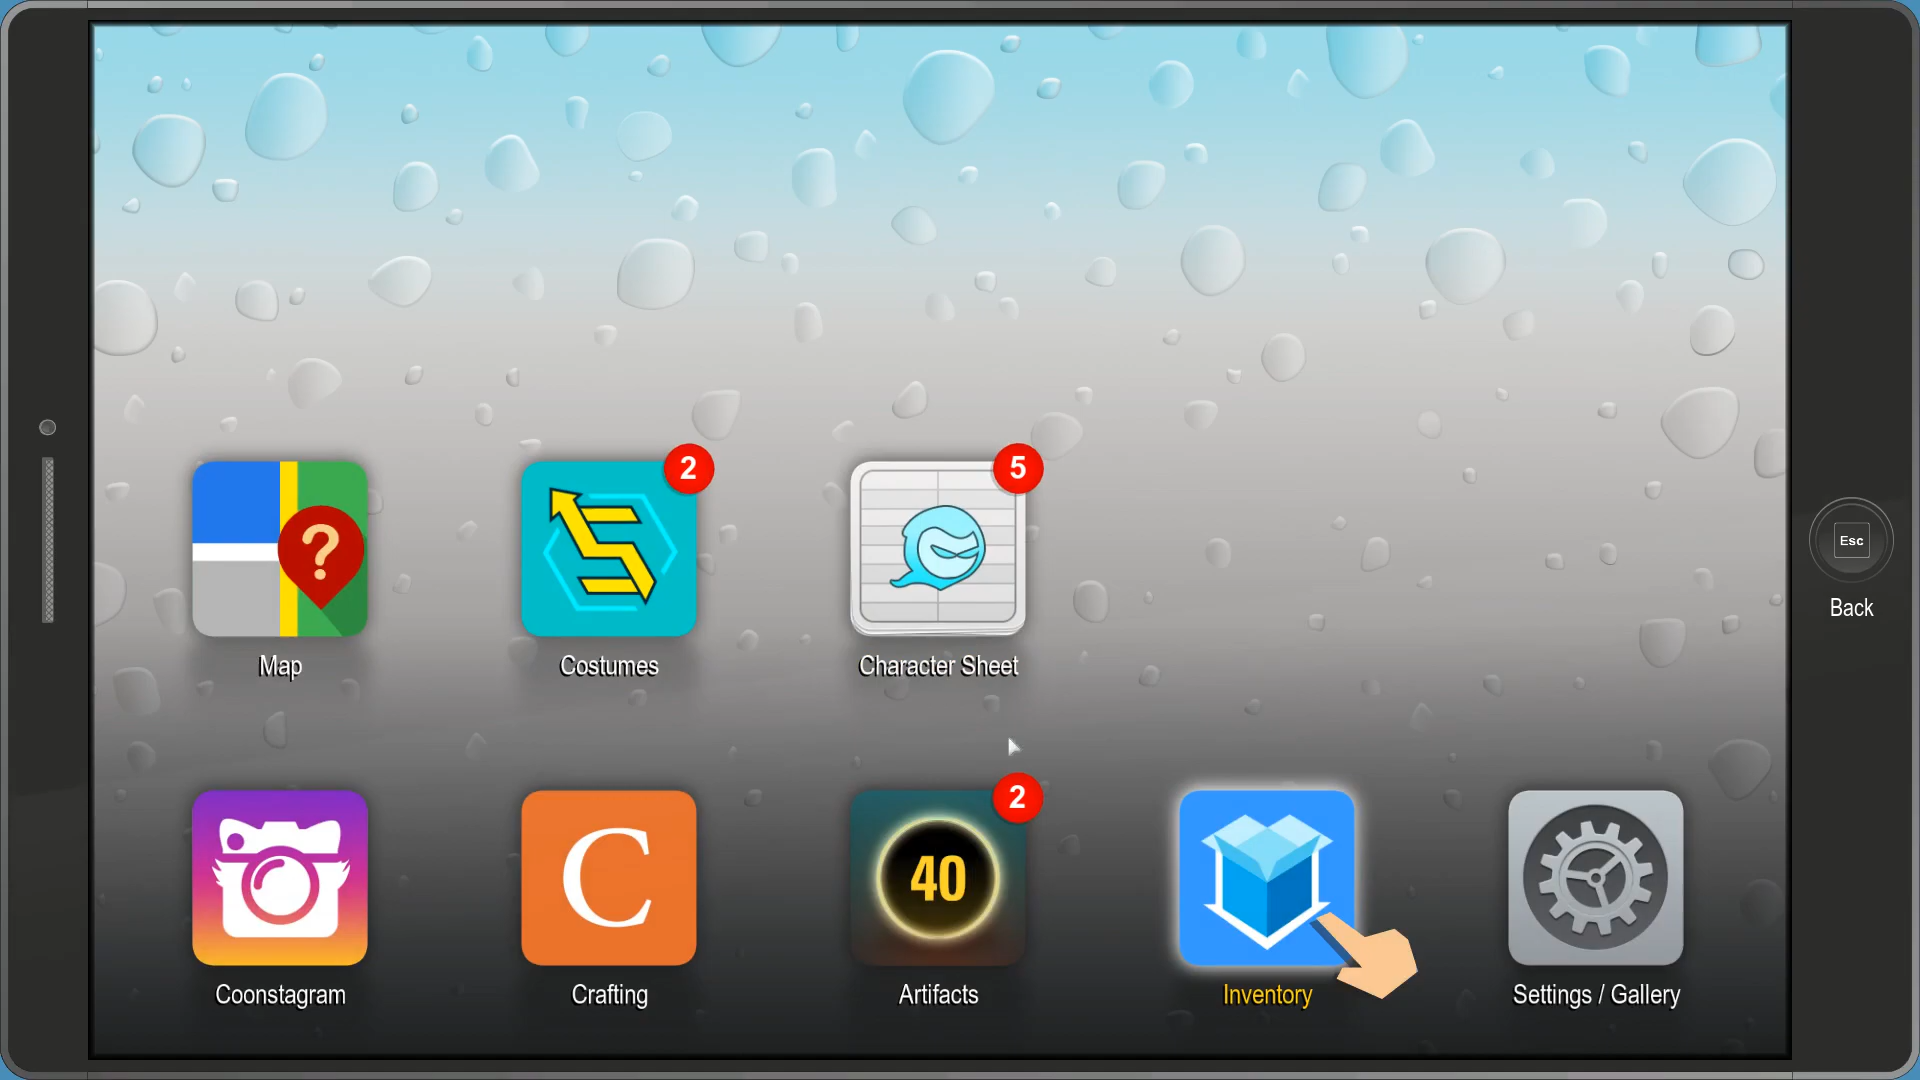 2
5
?
Esc
Back
Map
Costumes
Character Sheet
2
C
40
Coonstagram
Crafting
Artifacts
Inventory
Settings / Gallery